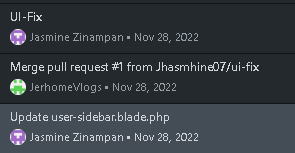 UI-Fix
Jasmine Zinampan • Nov 28, 2022
Merge pull request #1 from Jhasmhine07/ui-fix
JerhomeVlogs • Nov 28, 2022
Update user-sidebar.blade.php
Jasmine Zinampan • Nov 28, 2022